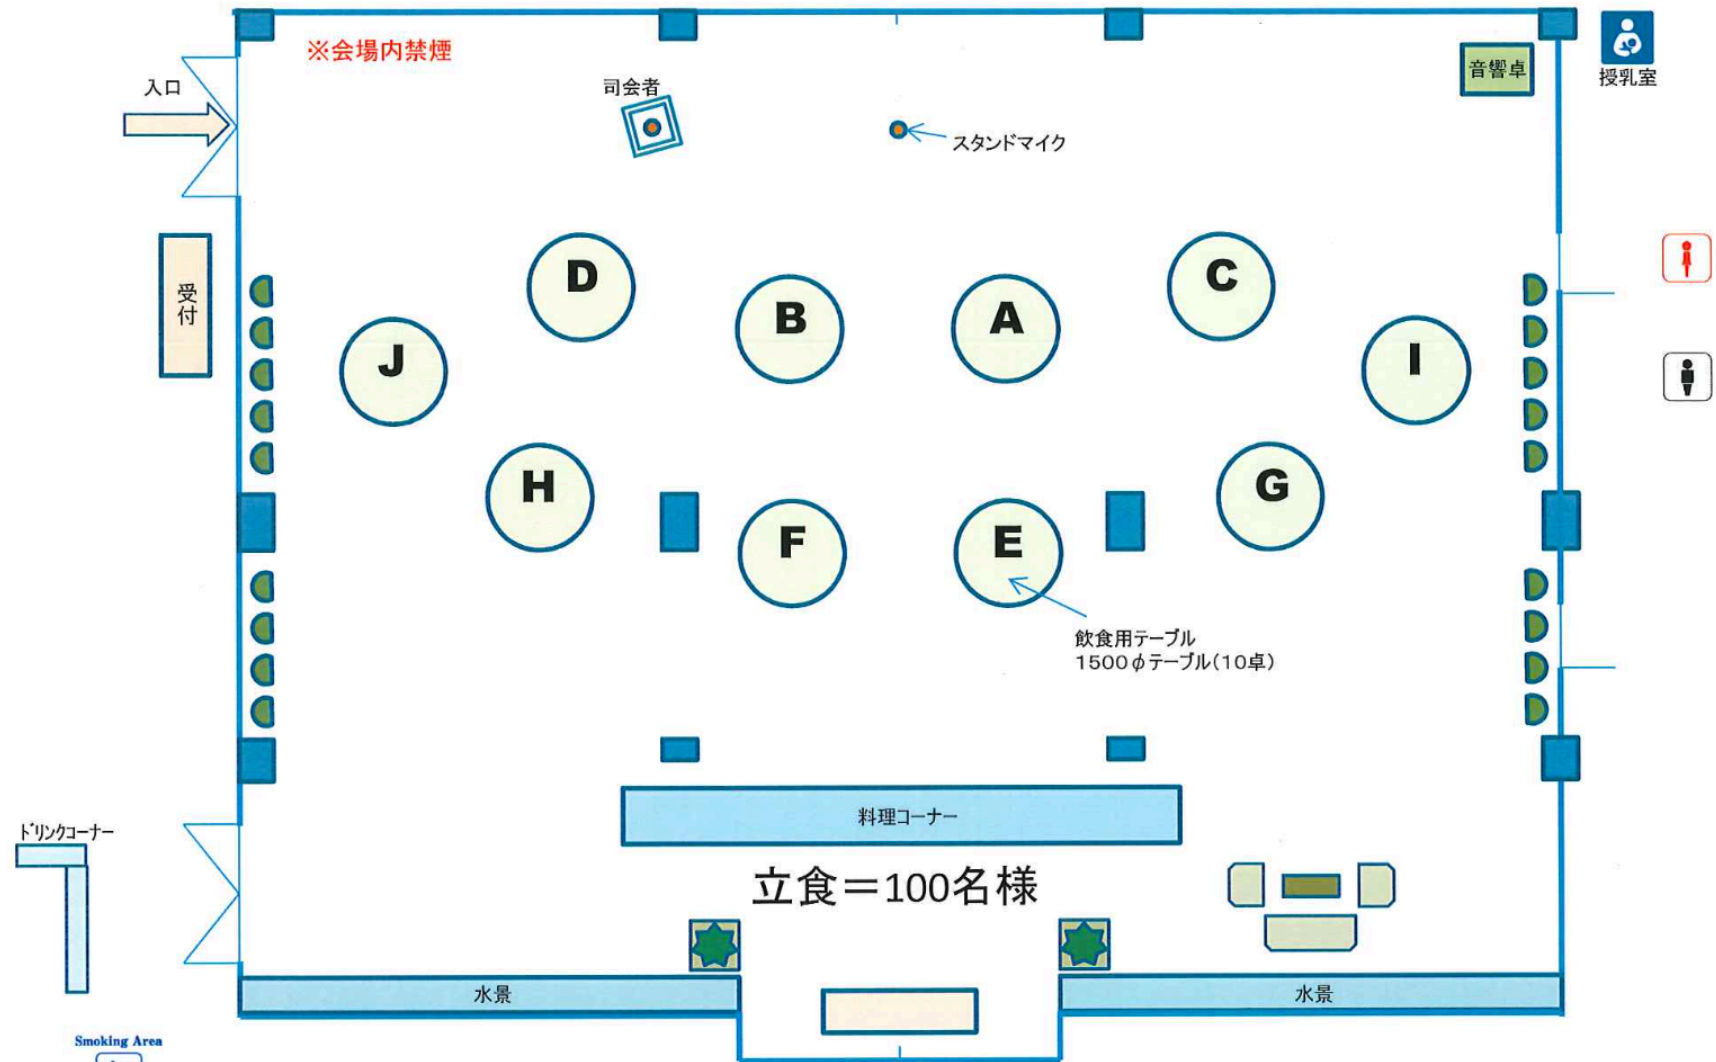 ※会場内禁煙
入口
司会者
スタンドマイク
音響卓
授乳室
受付
D
B
A
C
J
I
H
F
E
G
飲食用テーブル
1500φテーブル(10卓)
料理コーナー
ドリンクコーナー
立食=100名様
水景
水景
Smoking Area